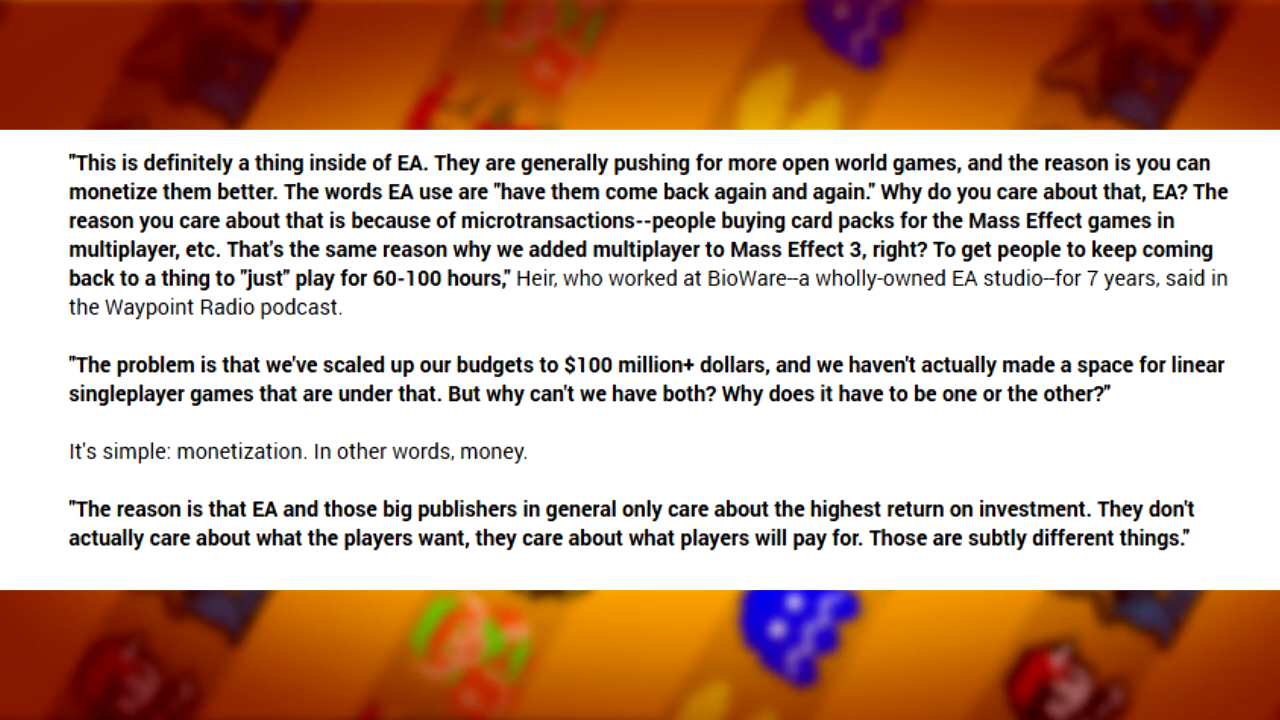 "This is definitely a thing inside of EA. They are generally pushing for more open world games, and the reason is you can
monetize them better. The words EA use are "have them come back again and again." Why do you care about that, EA? The
reason you care about that is because of microtransactions--people buying card packs for the Mass Effect games in
multiplayer, etc. That's the same reason why we added multiplayer to Mass Effect 3, right? To get people to keep coming
back to a thing to "just" play for 60-100 hours," Heir, who worked at BioWare--a wholly-owned EA studio--for 7 years, said in
the Waypoint Radio podcast.
"The problem is that we've scaled up our budgets to $100 million+ dollars, and we haven't actually made a space for linear
singleplayer games that are under that. But why can't we have both? Why does it have to be one or the other?"
It's simple: monetization. In other words, money.
"The reason is that EA and those big publishers in general only care about the highest return on investment. They don't
actually care about what the players want, they care about what players will pay for. Those are subtly different things."